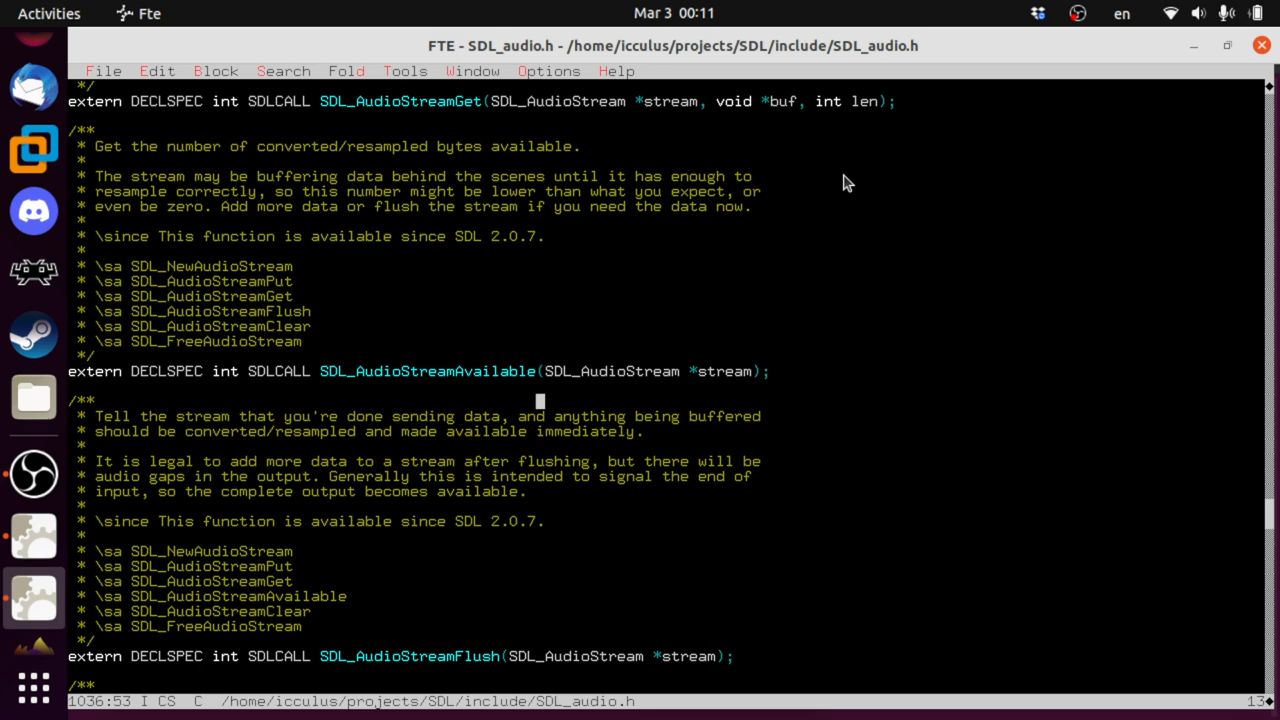 Activities
Fte
Mar 3 00:11
en
FTE - SDL_audio.h - /home/icculus/projects/SDL/include/SDL_audio.h
File Edit Block Search Fold Tools Window Options Help
*/
extern DECLSPEC int SDLCALL SDL_AudioStreamGet(SDL_AudioStream *stream, void *buf, int len);
/**
* Get the number of converted/resampled bytes available.
*
* The stream may be buffering data behind the scenes until it has enough to
* resample correctly, so this number might be lower than what you expect, or
* even be zero. Add more data or flush the stream if you need the data now.
*
* \since This function is available since SDL 2.0.7.
*
* \sa SDL_NewAudioStream
* \sa SDL_AudioStreamPut
* \sa SDL_AudioStreamGet
* \sa SDL_AudioStreamFlush
* \sa SDL_AudioStreamClear
* \sa SDL_FreeAudioStream
*/
extern DECLSPEC int SDLCALL SDL_AudioStreamAvailable(SDL_AudioStream *stream);
/**
* Tell the stream that you're done sending data, and anything being buffered
* should be converted/resampled and made available immediately.
*
* It is legal to add more data to a stream after flushing, but there will be
* audio gaps in the output. Generally this is intended to signal the end of
* input, so the complete output becomes available.
*
* \since This function is available since SDL 2.0.7.
*
* \sa SDL_NewAudioStream
* \sa SDL_AudioStreamPut
* \sa SDL_AudioStreamGet
* \sa SDL_AudioStreamAvailable
* \sa SDL_AudioStreamClear
* \sa SDL_FreeAudioStream
*/
extern DECLSPEC int SDLCALL SDL_AudioStreamFlush(SDL_AudioStream *stream);
/**
1036:53 I CS C /home/icculus/projects/SDL/include/SDL_audio.h 13